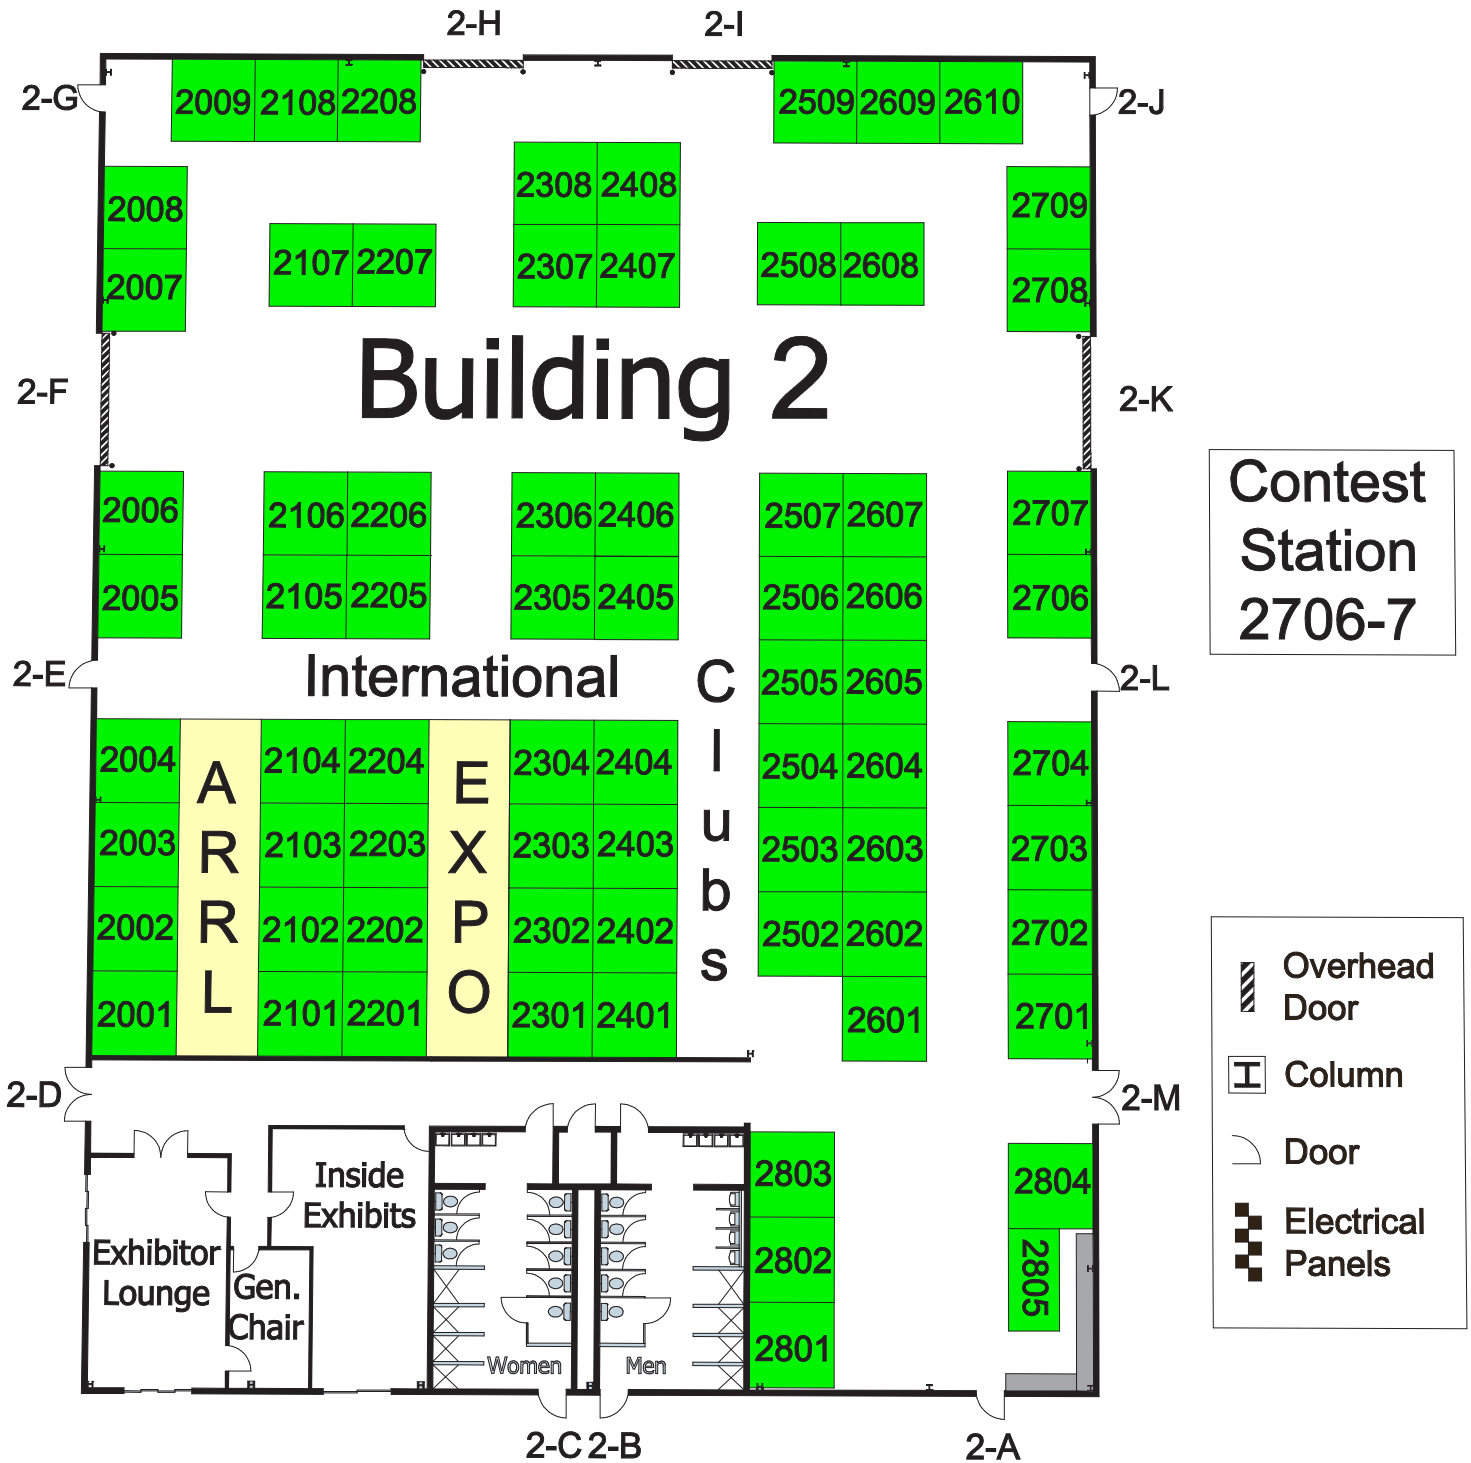 2-H 2-I
2-G 2009 2108 2208 2509 2609 2610 2-J
2308 2408
2008 2709
2107 2207 2307 2407 2508 2608
2007 2708
Building 2
2-F 2-K
2006 2106 2206 2306 2406 2507 2607 2707
2005 2105 2205 2305 2405 2506 2606 2706
Contest
Station
2706-7
2-E International 2505 2605 2-L
Clubs
2004 2104 2204 2304 2404 2504 2604 2704
ARRL
EXPO
2003 2103 2203 2303 2403 2503 2603 2703
2002 2102 2202 2302 2402 2502 2602 2702
2001 2101 2201 2301 2401 2601 2701
Overhead
Door
Column
Door
Electrical
Panels
2-D 2-M
Inside
Exhibits
2803 2804
Exhibitor
Lounge
Gen.
Chair
2802 2805
Women Men 2801
2-C 2-B 2-A